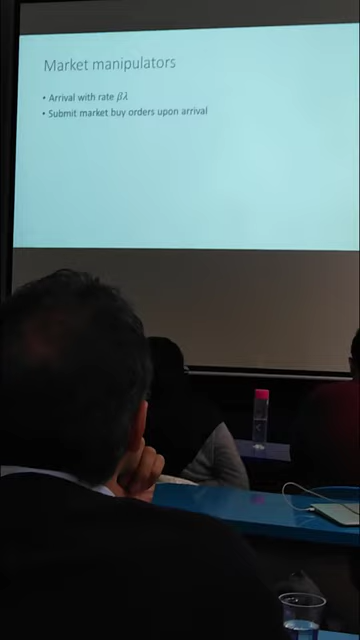 Market manipulators
• Arrival with rate βλ
• Submit market buy orders upon arrival